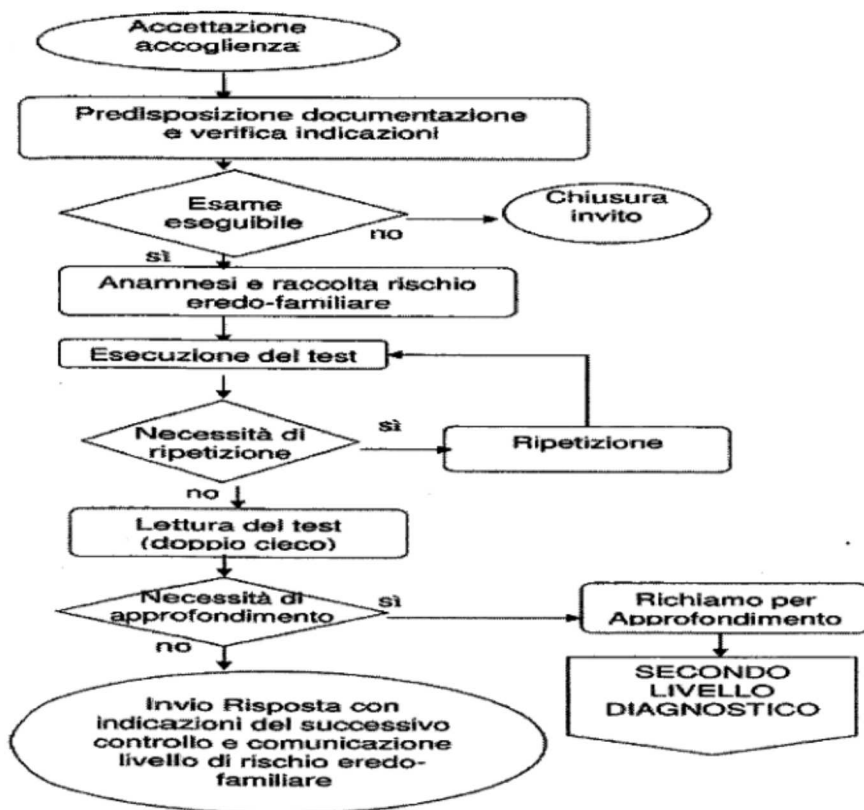 Accettazione
accoglienza
Predisposizione documentazione
e verifica indicazioni
Esame
eseguibile
no
Chiusura
invito
sì
Anamnesi e raccolta rischio
eredo-familiare
Esecuzione del test
Necessità di
ripetizione
sì
Ripetizione
no
Lettura del test
(doppio cieco)
Necessità di
approfondimento
sì
Richiamo per
Approfondimento
no
SECONDO
LIVELLO
DIAGNOSTICO
Invio Risposta con
indicazioni del successivo
controllo e comunicazione
livello di rischio eredo-
familiare